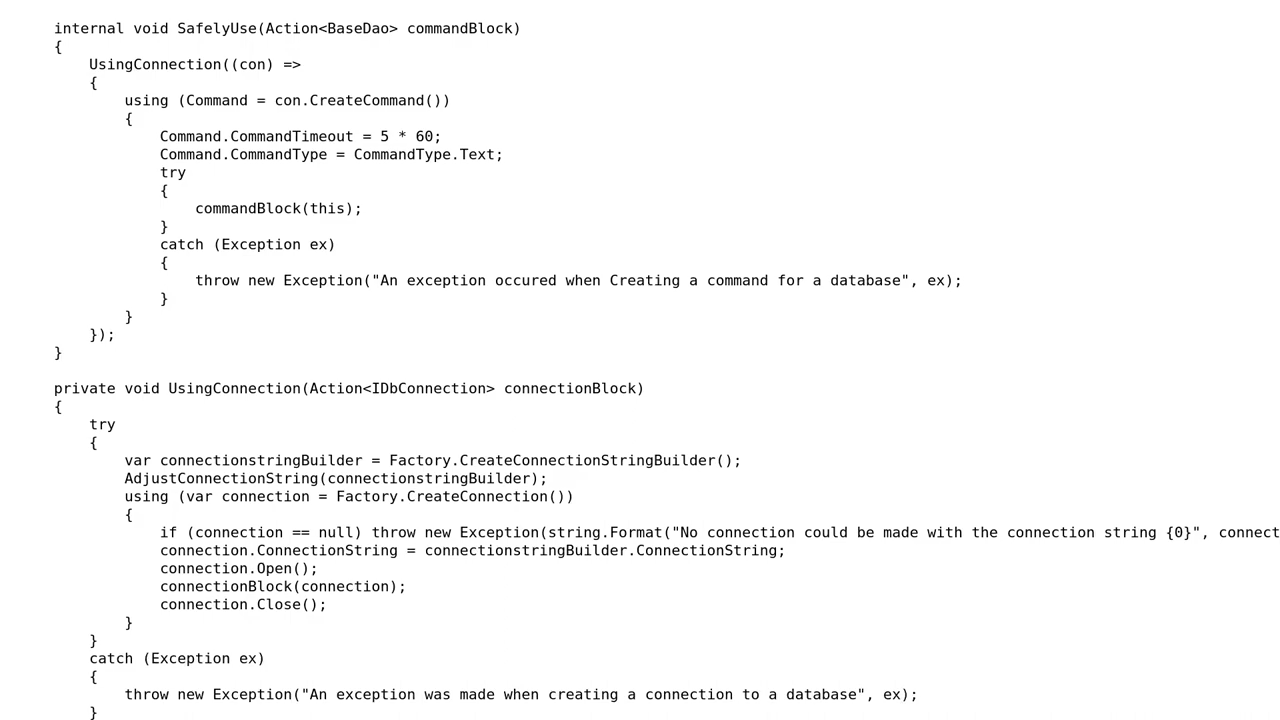 internal void SafelyUse(Action<BaseDao> commandBlock)
{
    UsingConnection((con) =>
    {
        using (Command = con.CreateCommand())
        {
            Command.CommandTimeout = 5 * 60;
            Command.CommandType = CommandType.Text;
            try
            {
                commandBlock(this);
            }
            catch (Exception ex)
            {
                throw new Exception("An exception occured when Creating a command for a database", ex);
            }
        }
    });
}

private void UsingConnection(Action<IDbConnection> connectionBlock)
{
    try
    {
        var connectionstringBuilder = Factory.CreateConnectionStringBuilder();
        AdjustConnectionString(connectionstringBuilder);
        using (var connection = Factory.CreateConnection())
        {
            if (connection == null) throw new Exception(string.Format("No connection could be made with the connection string {0}", connect
            connection.ConnectionString = connectionstringBuilder.ConnectionString;
            connection.Open();
            connectionBlock(connection);
            connection.Close();
        }
    }
    catch (Exception ex)
    {
        throw new Exception("An exception was made when creating a connection to a database", ex);
    }